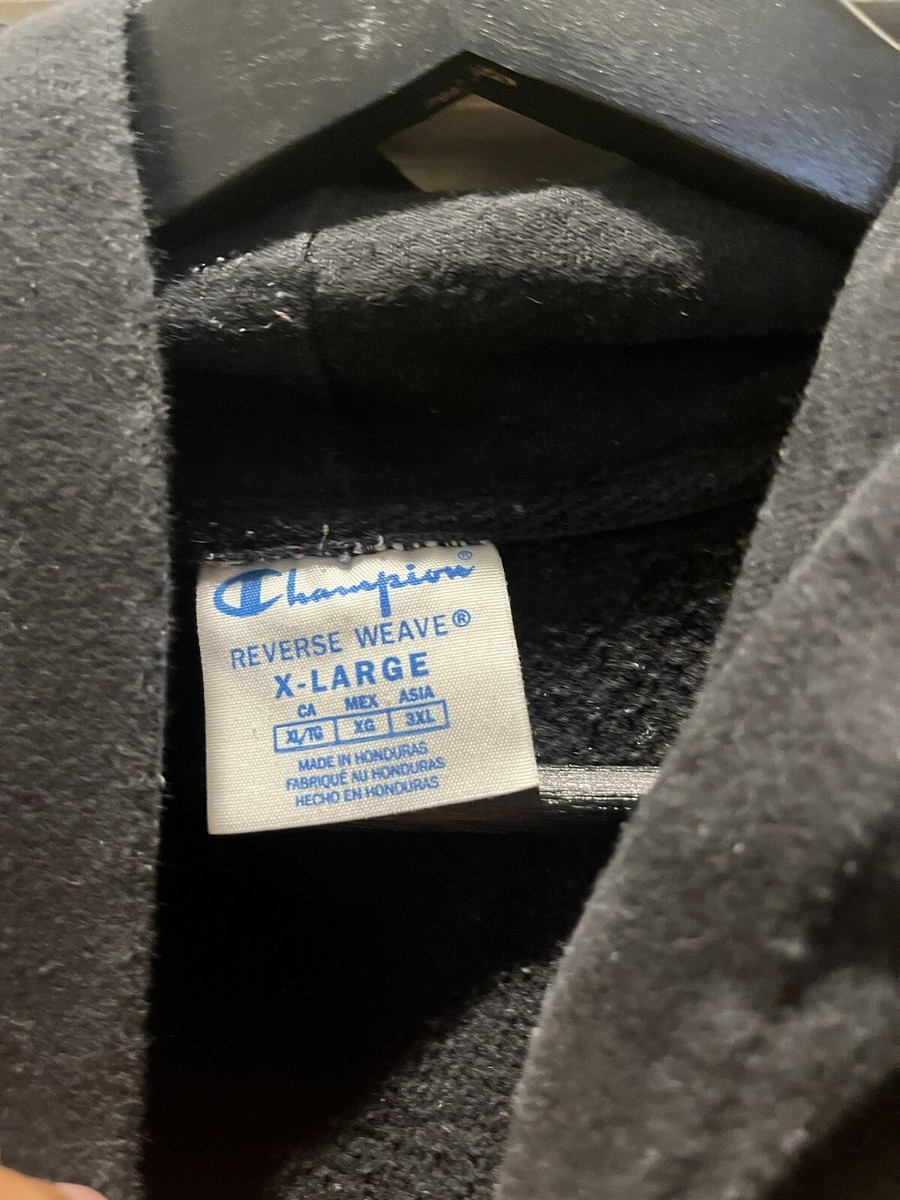 Champion®
REVERSE WEAVE®
X-LARGE
CA MEX ASIA
XL/TG XG 3XL
MADE IN HONDURAS
FABRIQUÉ AU HONDURAS
HECHO EN HONDURAS